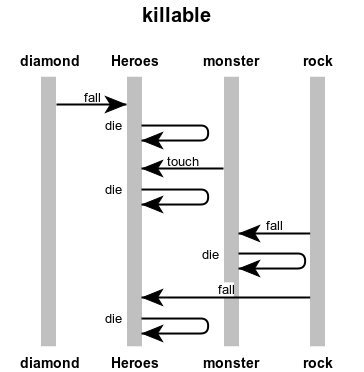 killable
diamond Heroes monster rock
fall
die
touch
die
fall
die
fall
die
diamond Heroes monster rock